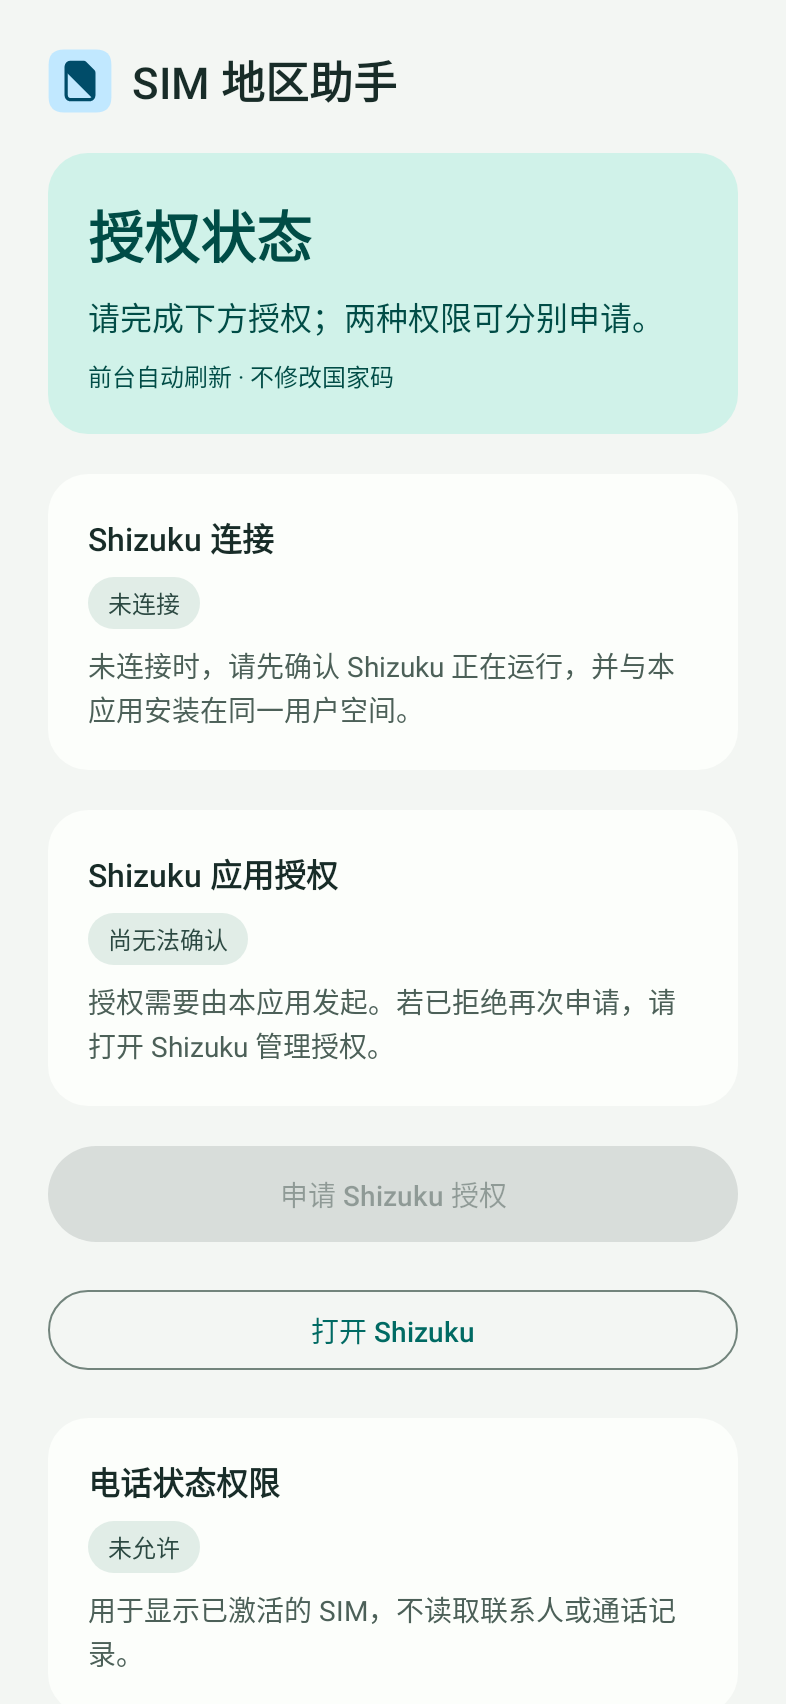 SIM 地区助手
授权状态
请完成下方授权；两种权限可分别申请。
前台自动刷新 · 不修改国家码
Shizuku 连接
未连接
未连接时，请先确认 Shizuku 正在运行，并与本
应用安装在同一用户空间。
Shizuku 应用授权
尚无法确认
授权需要由本应用发起。若已拒绝再次申请，请
打开 Shizuku 管理授权。
申请 Shizuku 授权
打开 Shizuku
电话状态权限
未允许
用于显示已激活的 SIM，不读取联系人或通话记
录。